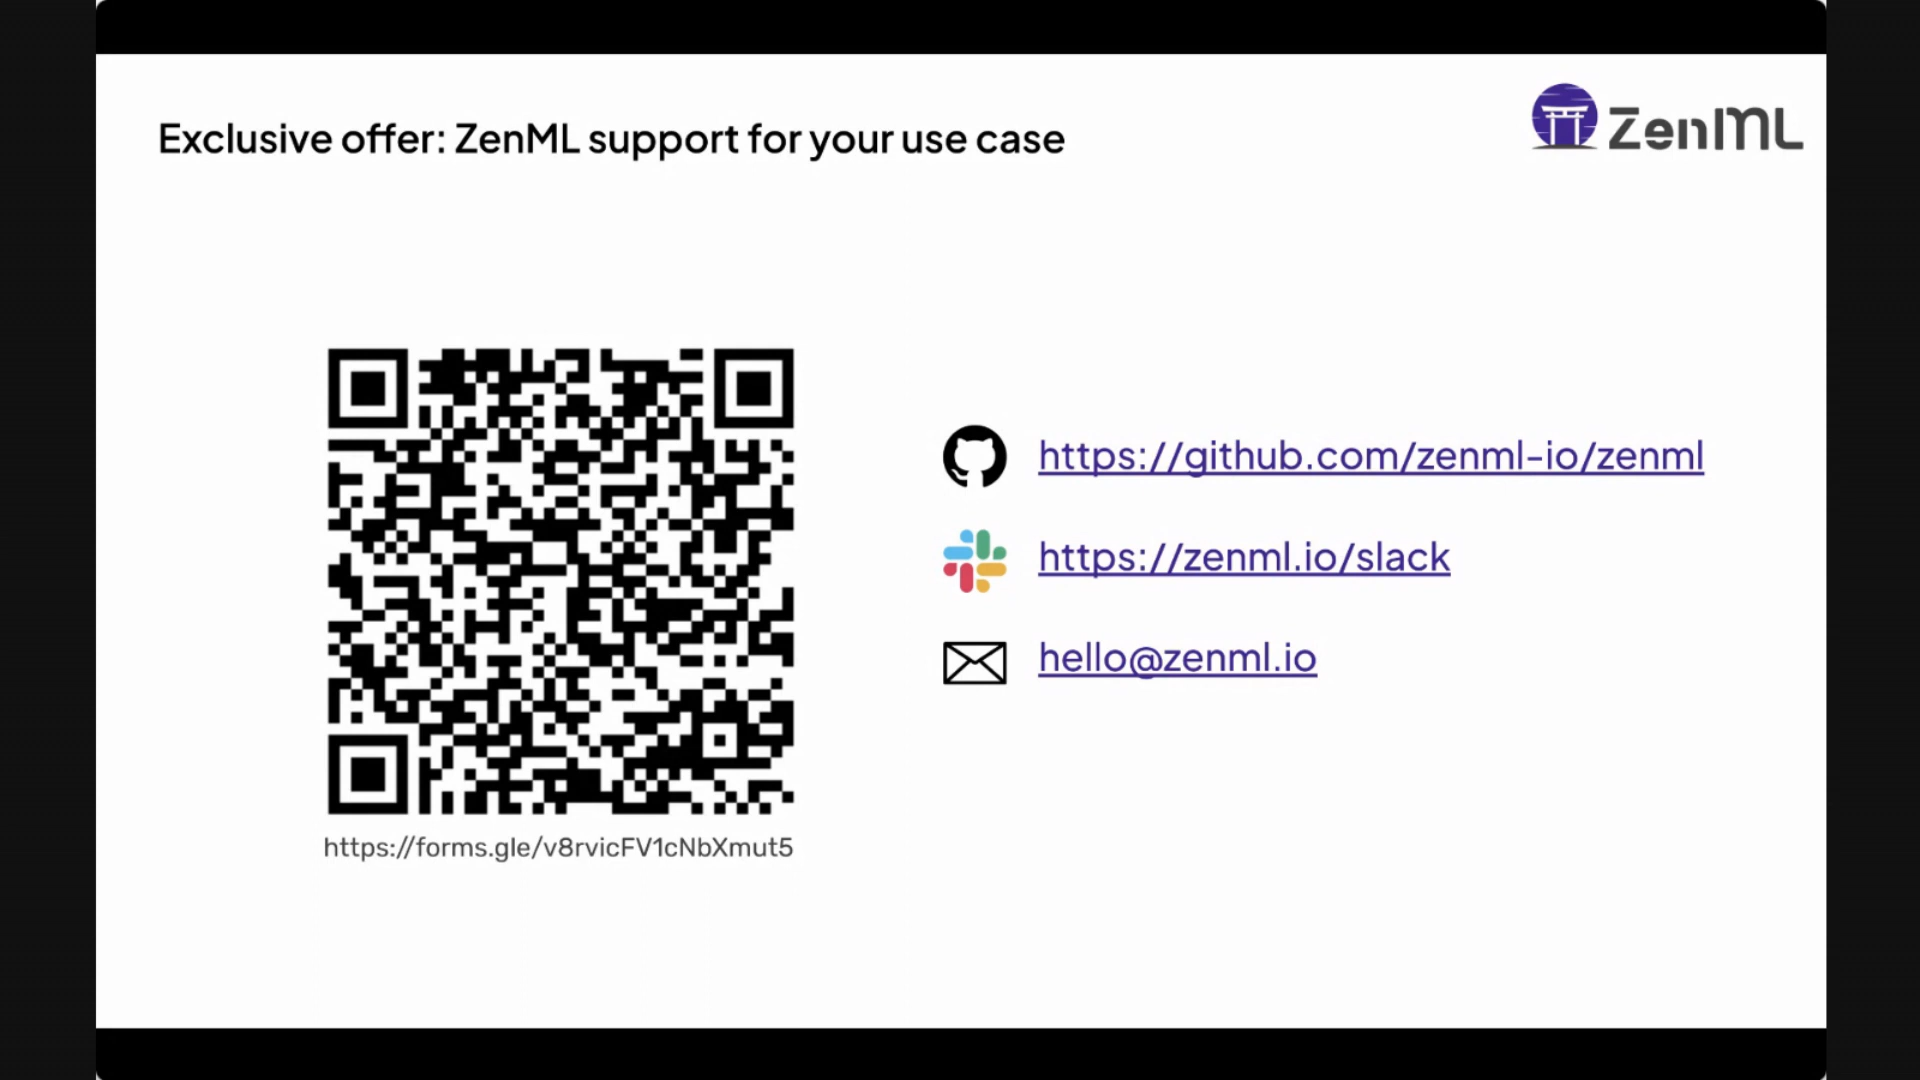 Exclusive offer: ZenML support for your use case
ZenML
https://github.com/zenml-io/zenml
https://zenml.io/slack
hello@zenml.io
https://forms.gle/v8rvicFV1cNbXmut5